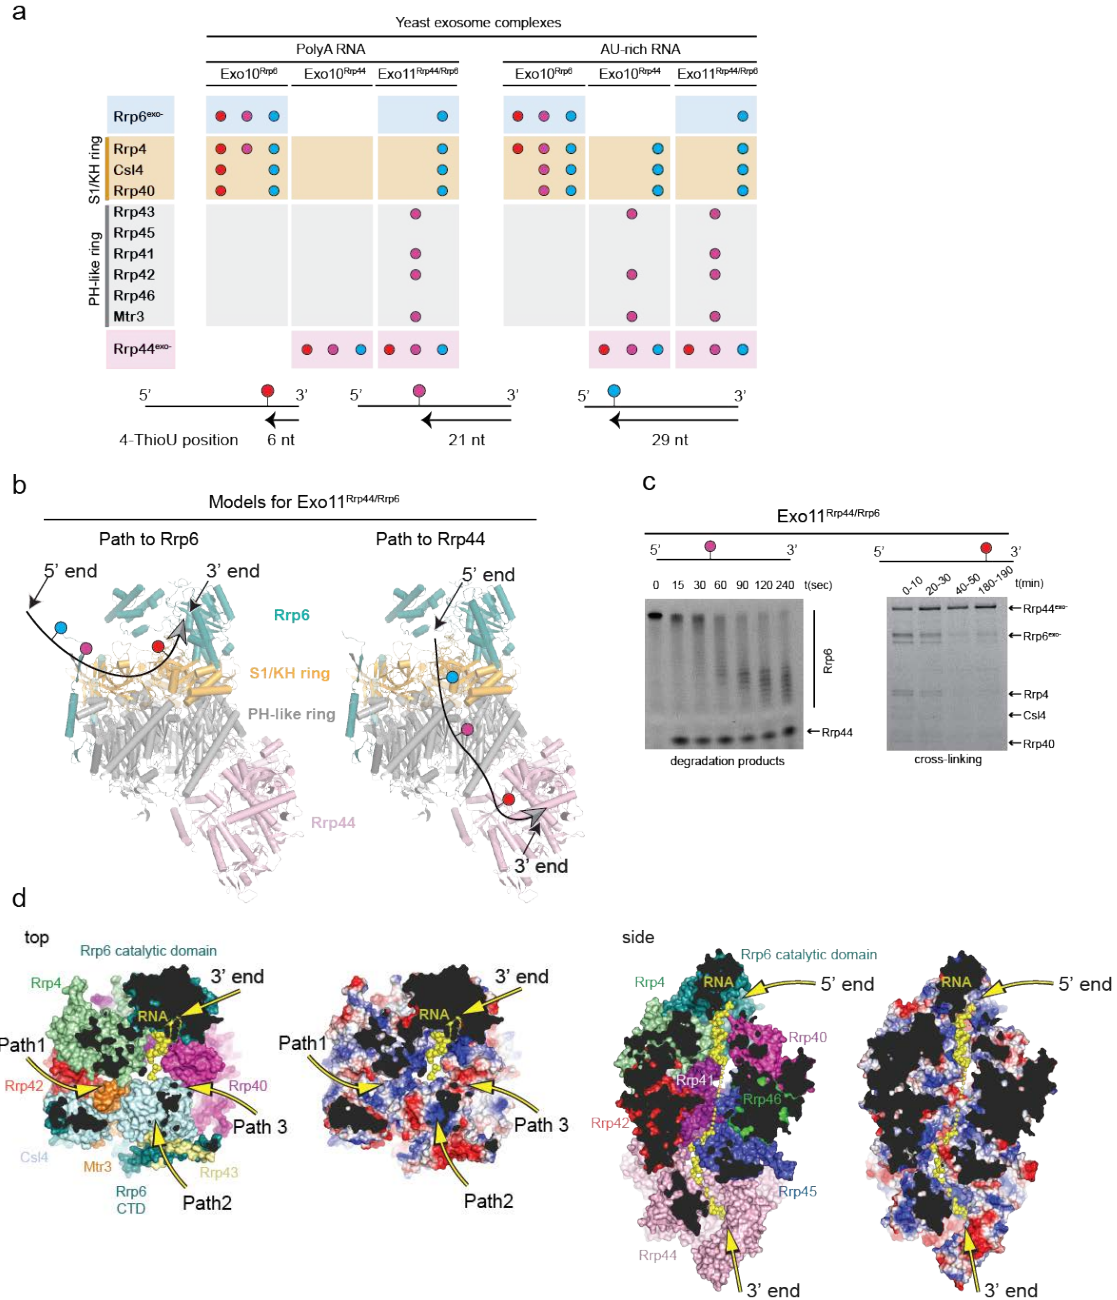 a
Yeast exosome complexes
PolyA RNA
AU-rich RNA
Exo10Rrp6
Exo10Rrp44
Exo11Rrp44/Rrp6
Exo10Rrp6
Exo10Rrp44
Exo11Rrp44/Rrp6
Rrp6exo-
S1/KH ring
Rrp4
Csl4
Rrp40
PH-like ring
Rrp43
Rrp45
Rrp41
Rrp42
Rrp46
Mtr3
Rrp44exo-
5’ 3’ 5’ 3’ 5’ 3’
4-ThioU position 6 nt 21 nt 29 nt
b
Models for Exo11Rrp44/Rrp6
Path to Rrp6
Path to Rrp44
5’ end
3’ end
5’ end
Rrp6
S1/KH ring
PH-like ring
Rrp44
3’ end
c
Exo11Rrp44/Rrp6
5’ 3’ 5’ 3’
0 15 30 60 90 120 240 t(sec)
0-10 20-30 40-50 180-190 t(min)
Rrp6
Rrp44
Rrp44exo-
Rrp6exo-
Rrp4
Csl4
Rrp40
degradation products
cross-linking
d
top
Rrp6 catalytic domain
Rrp4
3’ end
RNA
Path1
Rrp42
Rrp40
Path 3
Csl4
Mtr3
Rrp43
Rrp6
CTD
Path2
3’ end
RNA
Path1
Path 3
Path2
side
Rrp6 catalytic domain
Rrp4
RNA
5’ end
Rrp40
Rrp41
Rrp46
Rrp42
Rrp45
Rrp44
3’ end
RNA
5’ end
3’ end